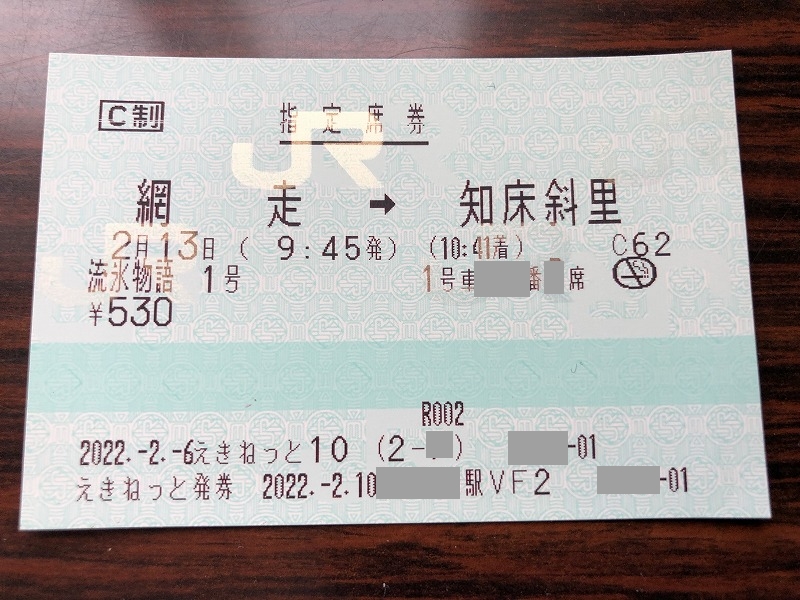 C制 指定席券
JR
網走 ➡ 知床斜里
2月13日 ( 9:45発) (10:41着) C62
流氷物語 1号 1号車 番 席
¥530
R002
2022.-2.-6えきねっと10 (2- ) -01
えきねっと発券 2022.-2.10 駅VF2 -01